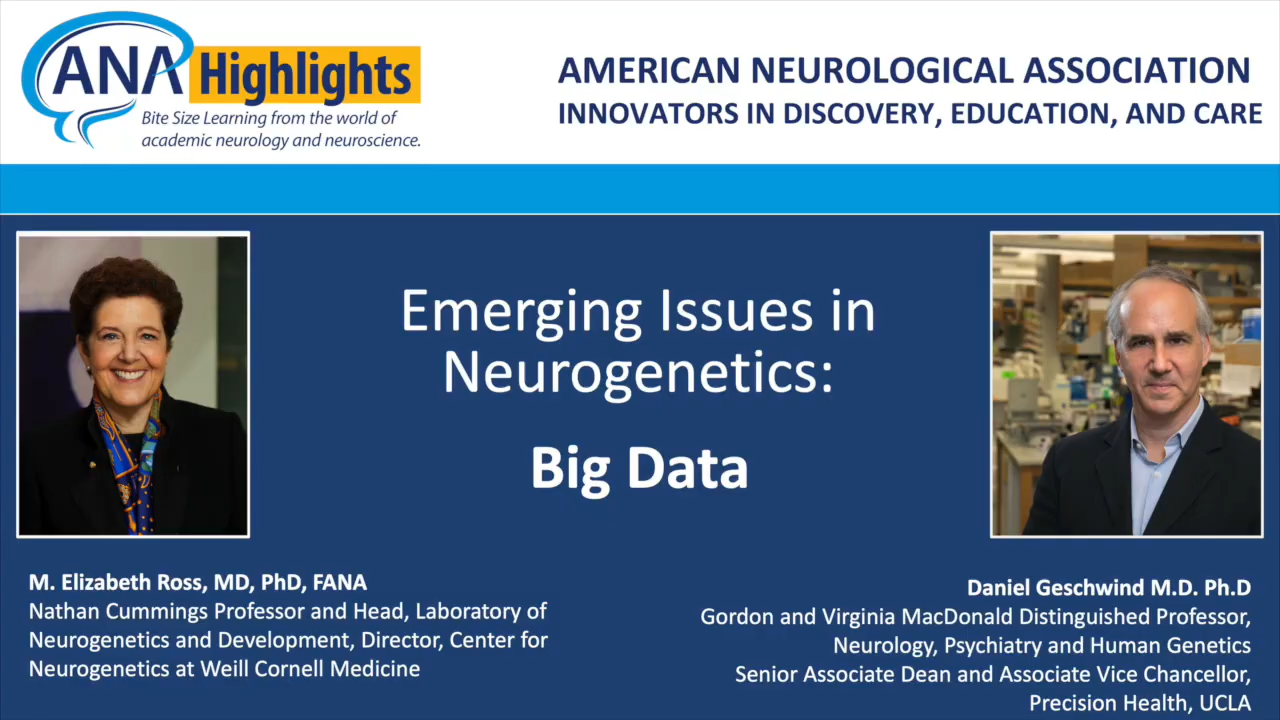 ANA Highlights
Bite Size Learning from the world of
academic neurology and neuroscience.
AMERICAN NEUROLOGICAL ASSOCIATION
INNOVATORS IN DISCOVERY, EDUCATION, AND CARE
Emerging Issues in
Neurogenetics:
Big Data
M. Elizabeth Ross, MD, PhD, FANA
Nathan Cummings Professor and Head, Laboratory of
Neurogenetics and Development, Director, Center for
Neurogenetics at Weill Cornell Medicine
Daniel Geschwind M.D. Ph.D
Gordon and Virginia MacDonald Distinguished Professor,
Neurology, Psychiatry and Human Genetics
Senior Associate Dean and Associate Vice Chancellor,
Precision Health, UCLA